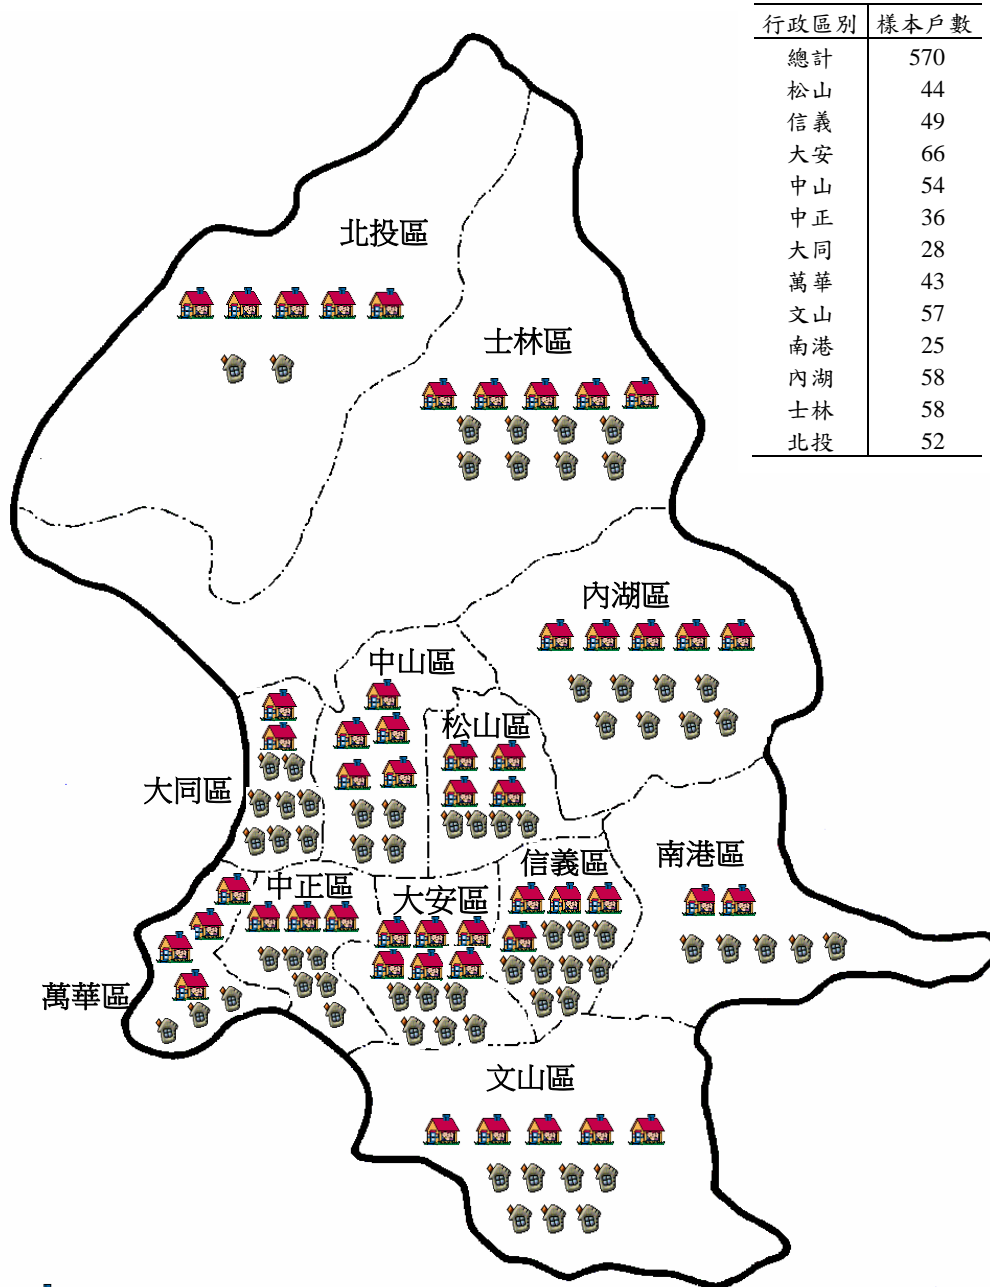 行政區別 樣本戶數
總計 570
松山 44
信義 49
大安 66
中山 54
中正 36
大同 28
萬華 43
文山 57
南港 25
內湖 58
士林 58
北投 52
北投區
士林區
內湖區
中山區
松山區
大同區
南港區
信義區
中正區
大安區
萬華區
文山區